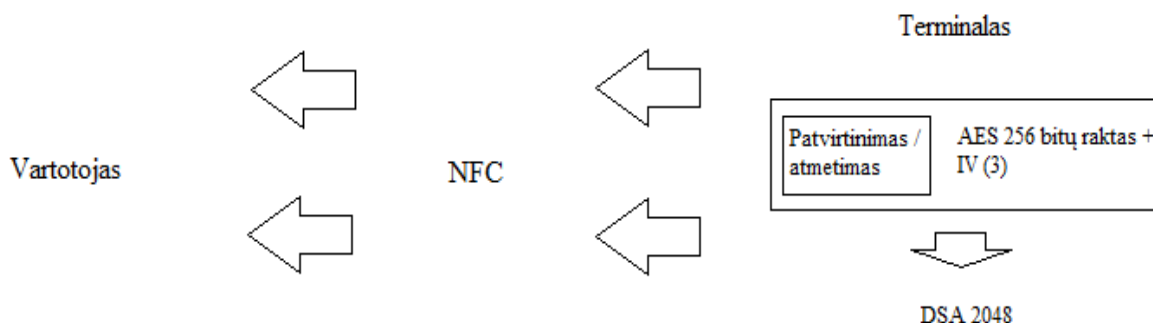 Terminalas
Patvirtinimas /
atmetimas
AES 256 bitų raktas +
IV (3)
Vartotojas
NFC
DSA 2048